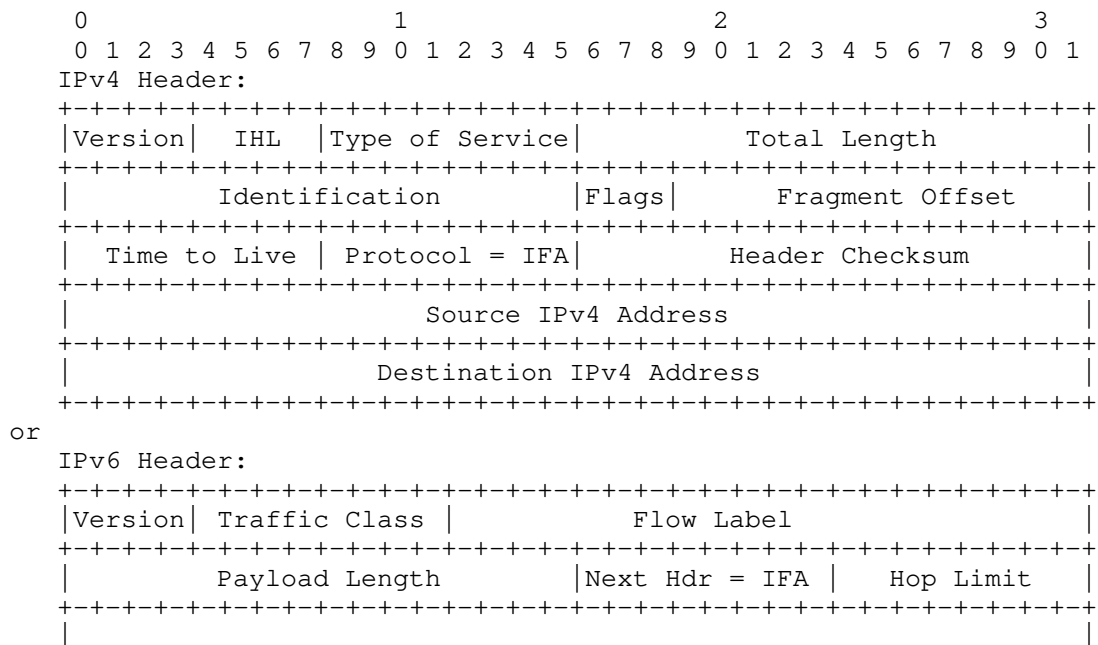 0                   1                   2                   3
 0 1 2 3 4 5 6 7 8 9 0 1 2 3 4 5 6 7 8 9 0 1 2 3 4 5 6 7 8 9 0 1
IPv4 Header:
+-+-+-+-+-+-+-+-+-+-+-+-+-+-+-+-+-+-+-+-+-+-+-+-+-+-+-+-+-+-+-+-+
|Version|  IHL  |Type of Service|          Total Length         |
+-+-+-+-+-+-+-+-+-+-+-+-+-+-+-+-+-+-+-+-+-+-+-+-+-+-+-+-+-+-+-+-+
|         Identification        |Flags|      Fragment Offset    |
+-+-+-+-+-+-+-+-+-+-+-+-+-+-+-+-+-+-+-+-+-+-+-+-+-+-+-+-+-+-+-+-+
|  Time to Live | Protocol = IFA|         Header Checksum       |
+-+-+-+-+-+-+-+-+-+-+-+-+-+-+-+-+-+-+-+-+-+-+-+-+-+-+-+-+-+-+-+-+
|                      Source IPv4 Address                      |
+-+-+-+-+-+-+-+-+-+-+-+-+-+-+-+-+-+-+-+-+-+-+-+-+-+-+-+-+-+-+-+-+
|                   Destination IPv4 Address                    |
+-+-+-+-+-+-+-+-+-+-+-+-+-+-+-+-+-+-+-+-+-+-+-+-+-+-+-+-+-+-+-+-+
or
IPv6 Header:
+-+-+-+-+-+-+-+-+-+-+-+-+-+-+-+-+-+-+-+-+-+-+-+-+-+-+-+-+-+-+-+-+
|Version| Traffic Class |           Flow Label                  |
+-+-+-+-+-+-+-+-+-+-+-+-+-+-+-+-+-+-+-+-+-+-+-+-+-+-+-+-+-+-+-+-+
|         Payload Length        |Next Hdr = IFA |   Hop Limit   |
+-+-+-+-+-+-+-+-+-+-+-+-+-+-+-+-+-+-+-+-+-+-+-+-+-+-+-+-+-+-+-+-+
|                                                               |